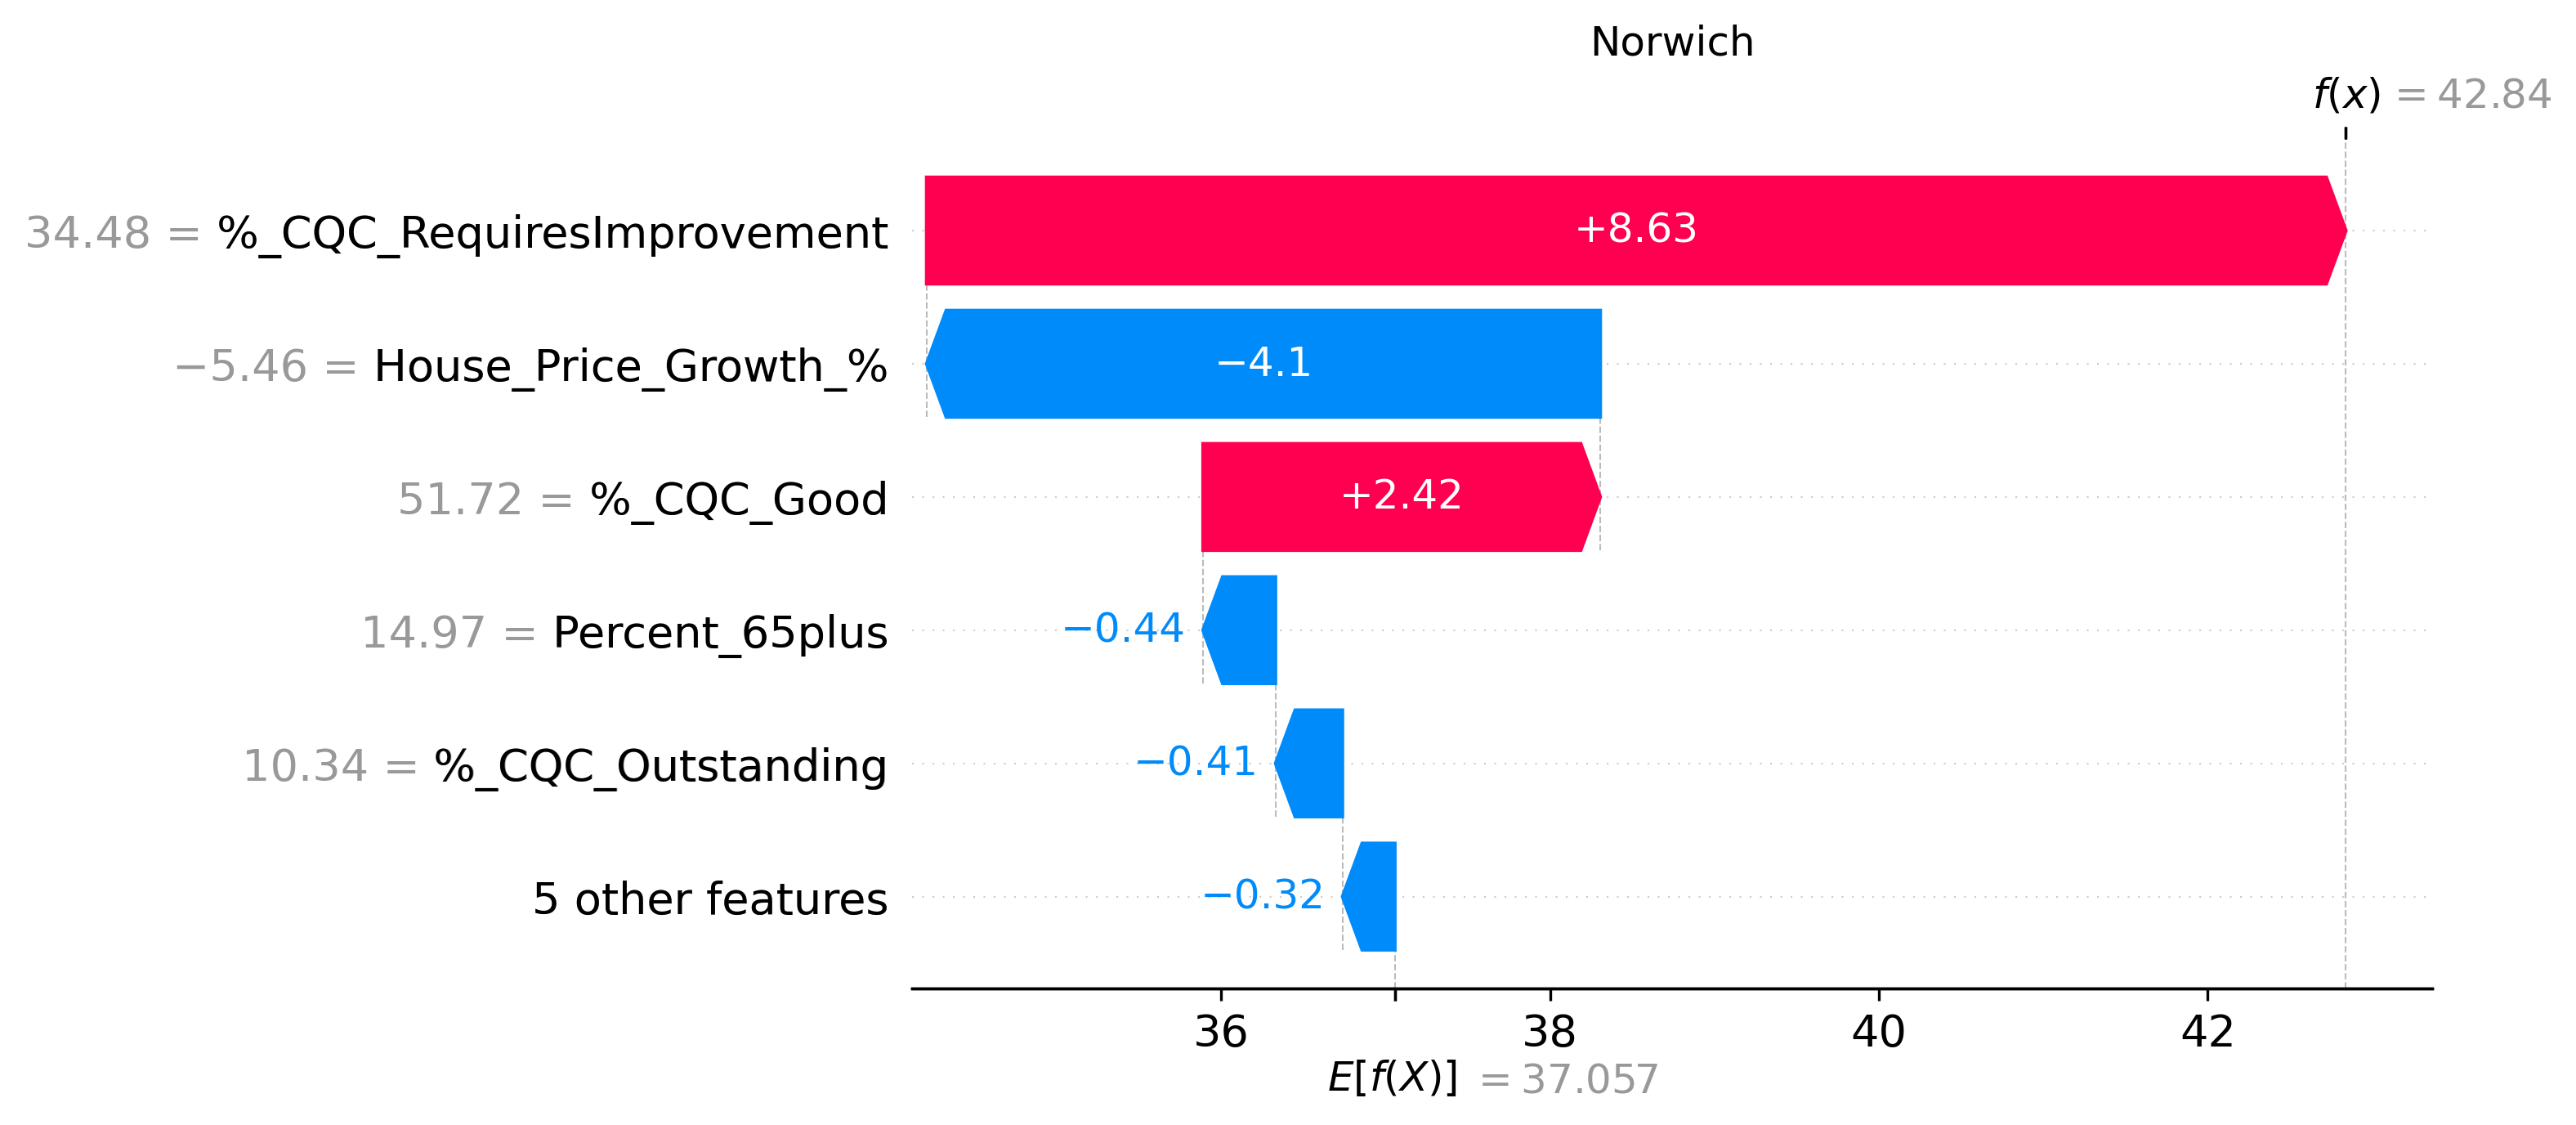 Norwich
f(x) = 42.84
34.48 = %_CQC_RequiresImprovement
+8.63
−5.46 = House_Price_Growth_%
−4.1
51.72 = %_CQC_Good
+2.42
14.97 = Percent_65plus
−0.44
10.34 = %_CQC_Outstanding
−0.41
5 other features
−0.32
36 38 40 42
E[f(X)] = 37.057